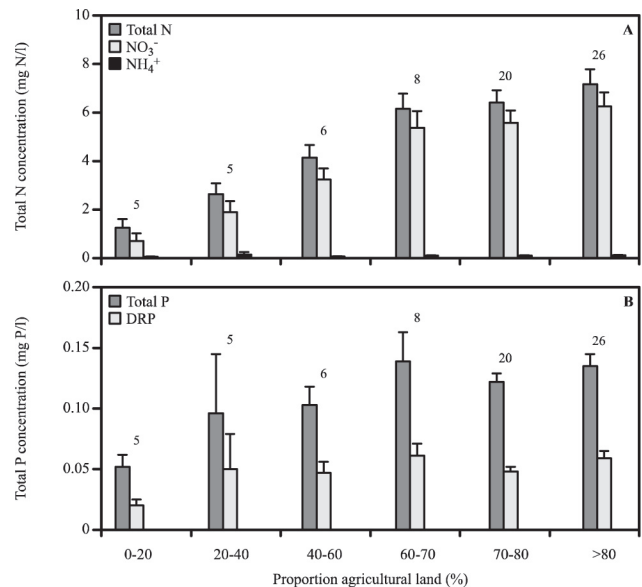 Total N concentration (mg N/l)
10
8
6
4
2
0
Total N
NO₃⁻
NH₄⁺
A
5
5
6
8
20
26
Total P concentration (mg P/l)
0.20
0.15
0.10
0.05
0
Total P
DRP
B
5
5
6
8
20
26
0-20 20-40 40-60 60-70 70-80 >80
Proportion agricultural land (%)